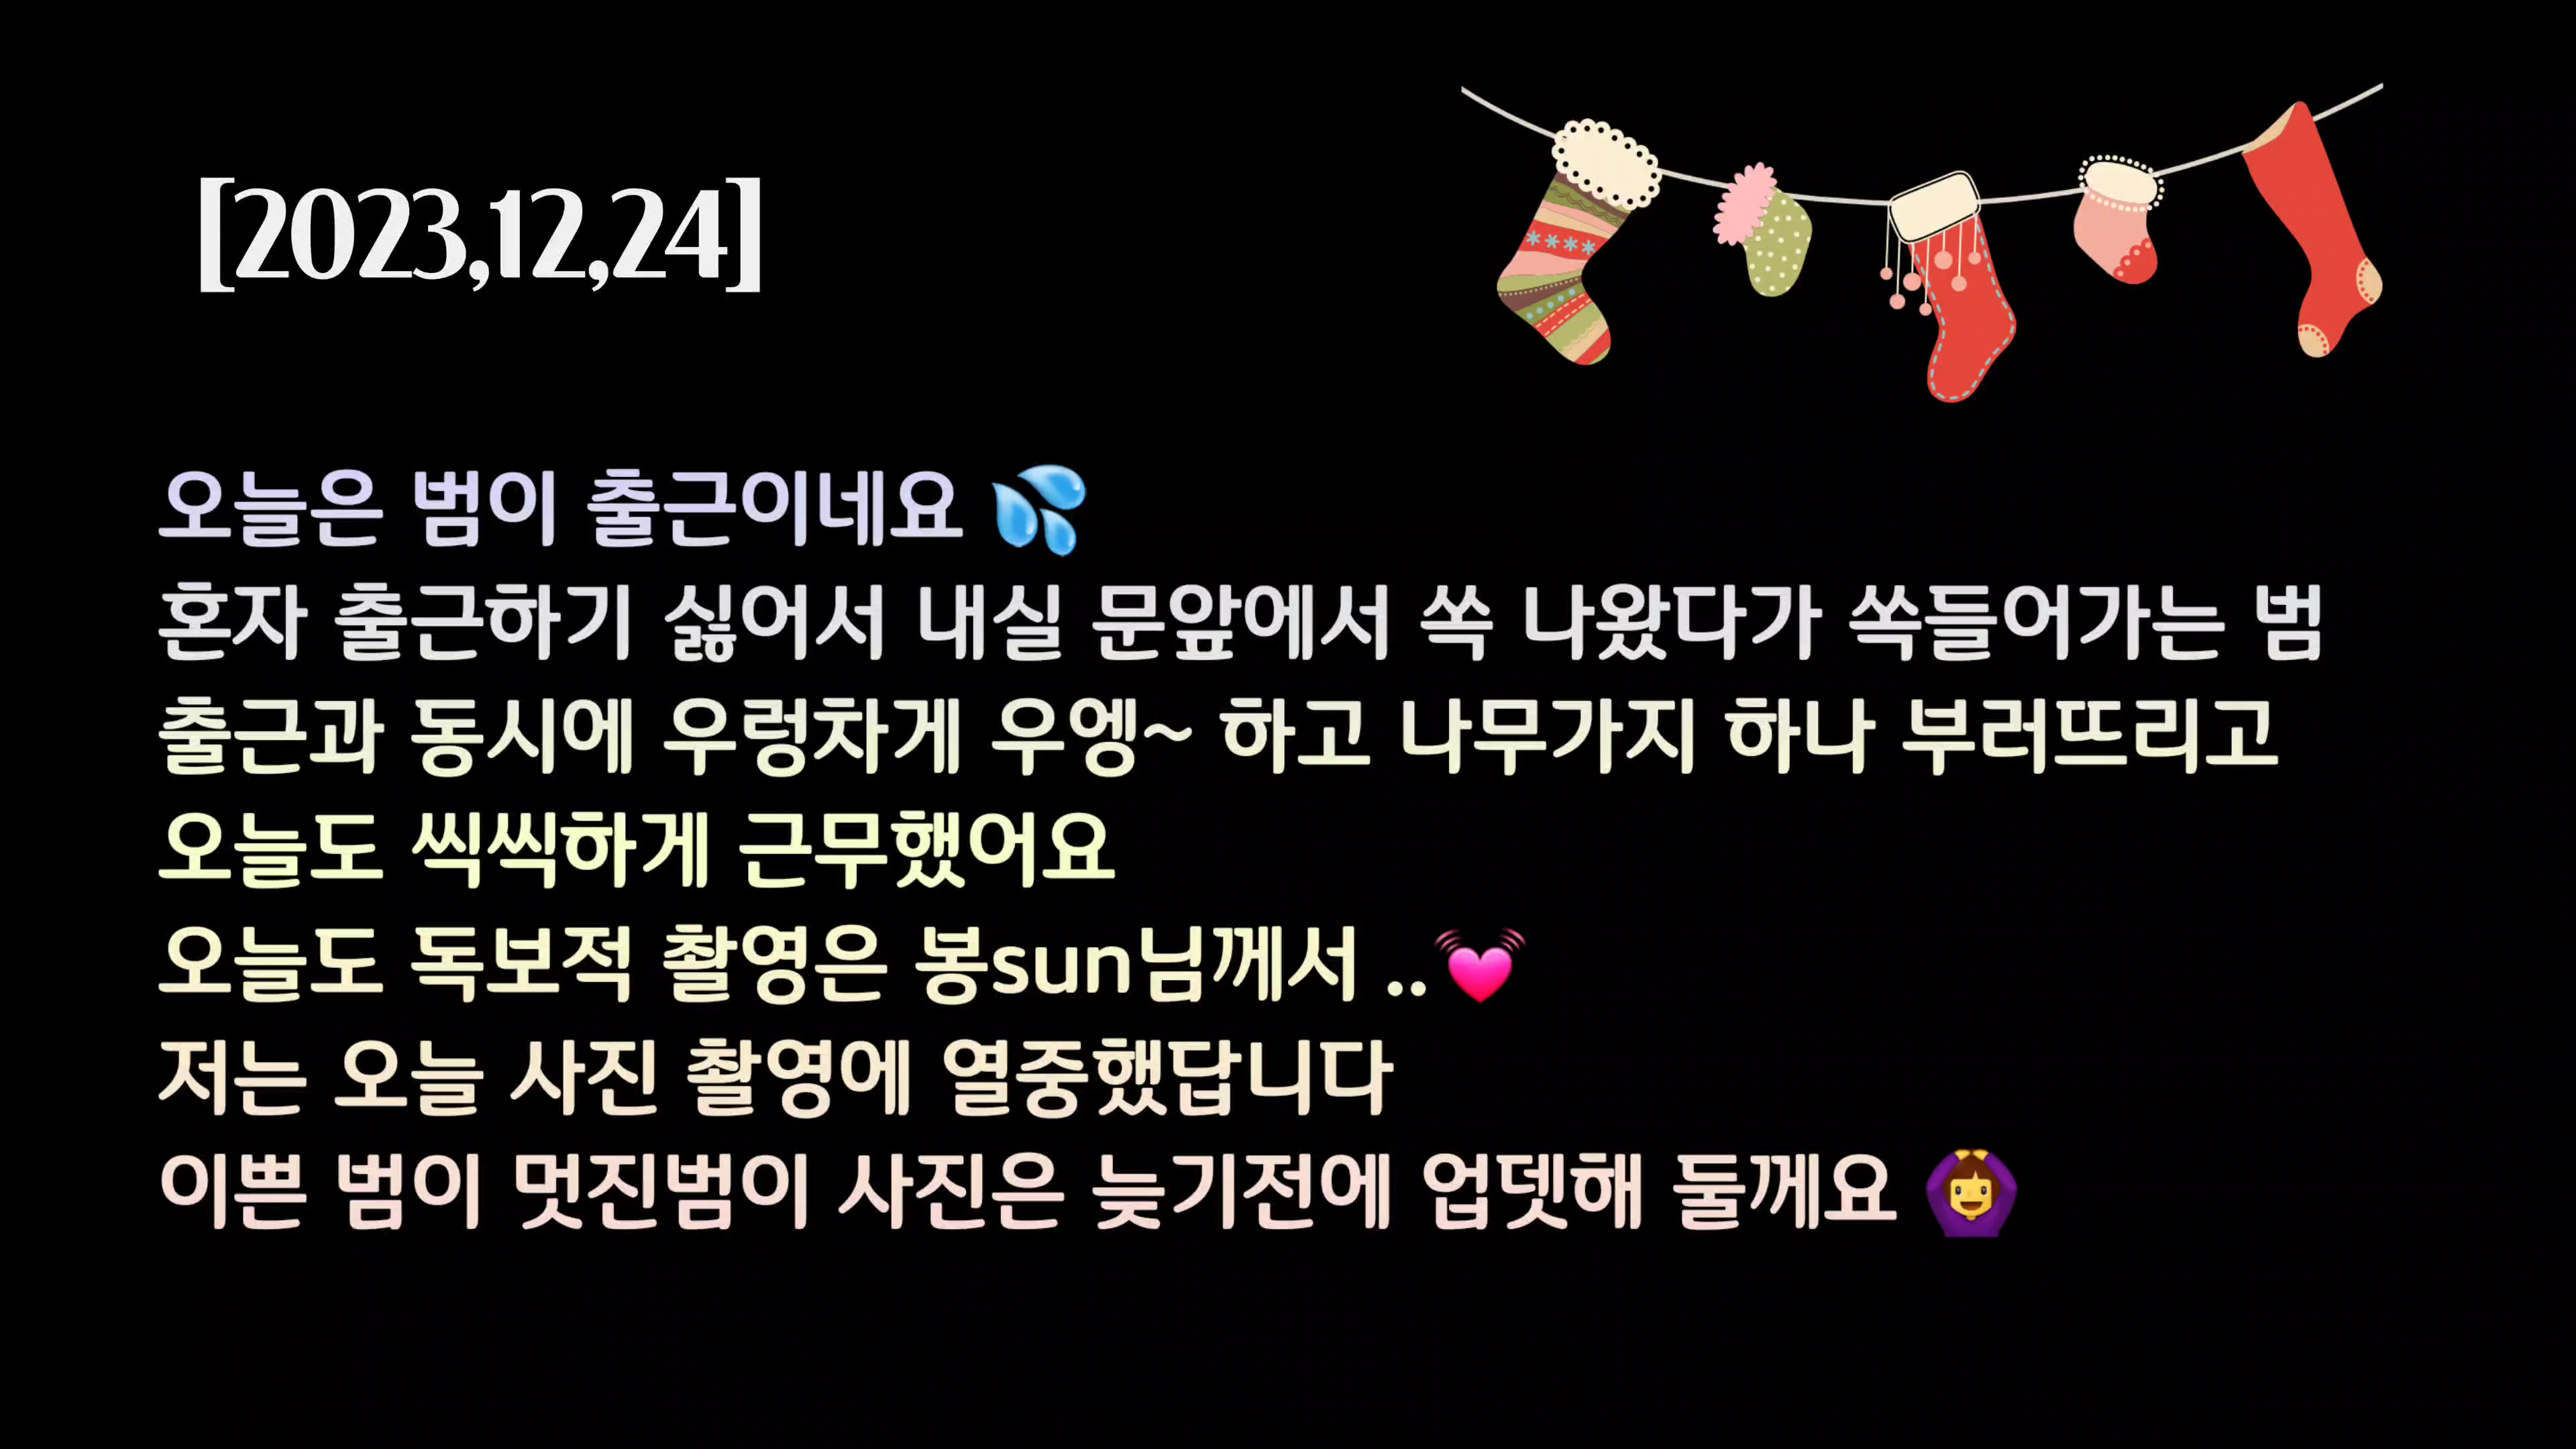 [2023,12,24]
오늘은 범이 출근이네요 💦
혼자 출근하기 싫어서 내실 문앞에서 쏙 나왔다가 쏙들어가는 범
출근과 동시에 우렁차게 우엥~ 하고 나무가지 하나 부러뜨리고
오늘도 씩씩하게 근무했어요
오늘도 독보적 촬영은 봉sun님께서 ..💓
저는 오늘 사진 촬영에 열중했답니다
이쁜 범이 멋진범이 사진은 늦기전에 업뎃해 둘께요 🙆‍♀️